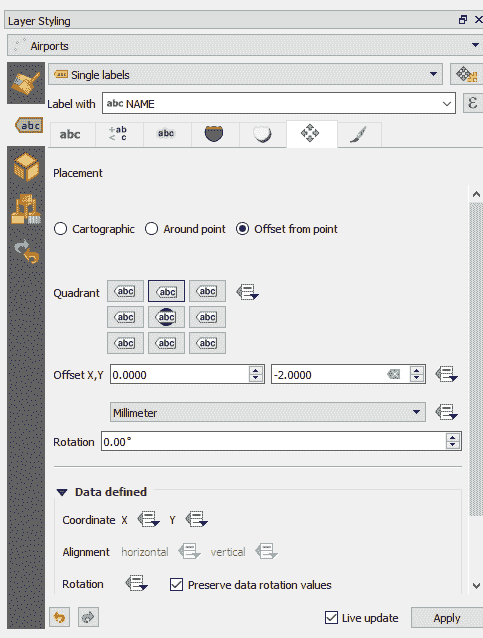 Layer Styling
Airports
abc Single labels
Label with abc NAME ε
abc +ab < c abc
Placement
Cartographic Around point Offset from point
Quadrant abc abc abc
abc abc abc
abc abc abc
Offset X,Y 0.0000 -2.0000
Millimeter
Rotation 0.00°
Data defined
Coordinate X Y
Alignment horizontal vertical
Rotation Preserve data rotation values
Live update Apply